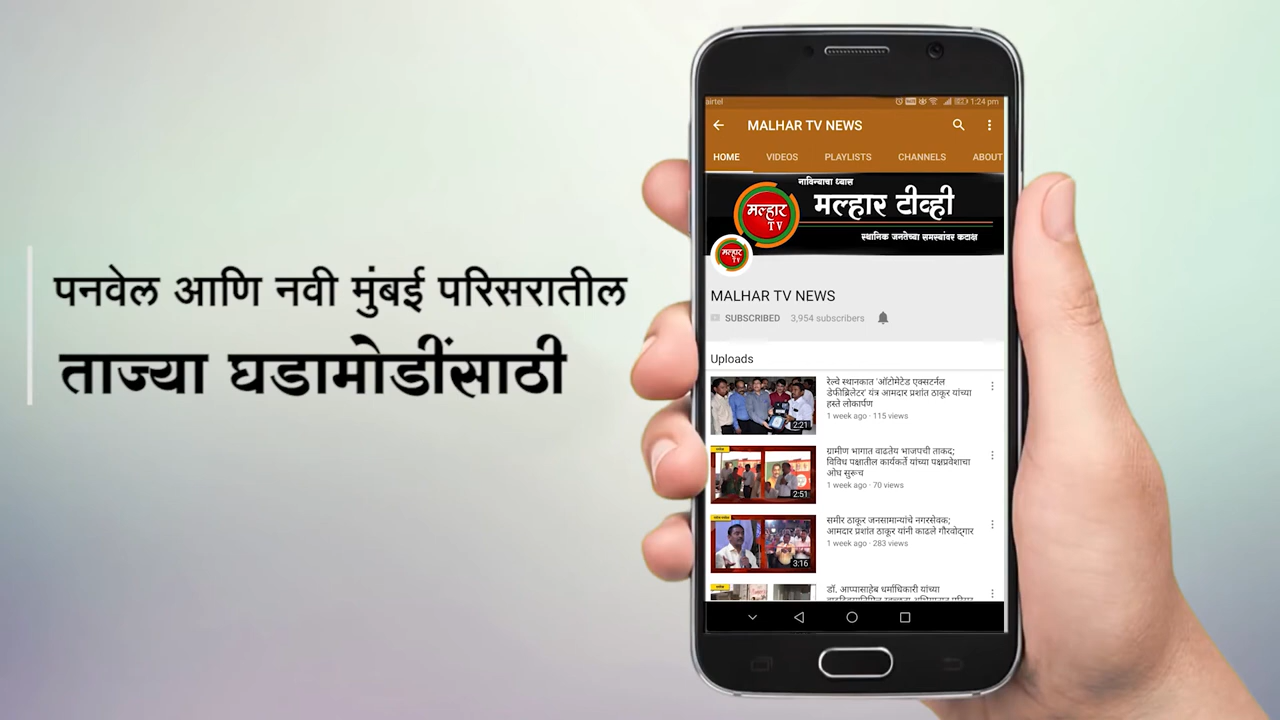 पनवेल आणि नवी मुंबई परिसरातील
ताज्या घडामोडींसाठी
airtel
1:24 pm
MALHAR TV NEWS
HOME VIDEOS PLAYLISTS CHANNELS ABOUT
नाविन्याचा ध्यास
मल्हार टीव्ही
स्थानिक जनतेच्या समस्यांवर कटाक्ष
मल्हार
TV
मल्हार
TV
MALHAR TV NEWS
SUBSCRIBED 3,954 subscribers
Uploads
रेल्वे स्थानकात 'ऑटोमेटेड एक्सटर्नल
डेफीब्रिलेटर' यंत्र आमदार प्रशांत ठाकूर यांच्या
हस्ते लोकार्पण
1 week ago · 115 views
2:21
ग्रामीण भागात वाढतेय भाजपची ताकद;
विविध पक्षातील कार्यकर्ते यांच्या पक्षप्रवेशाचा
ओघ सुरूच
1 week ago · 70 views
2:51
समीर ठाकूर जनसामान्यांचे नगरसेवक;
आमदार प्रशांत ठाकूर यांनी काढले गौरवोद्गार
1 week ago · 283 views
3:16
डॉ. आप्पासाहेब धर्माधिकारी यांच्या